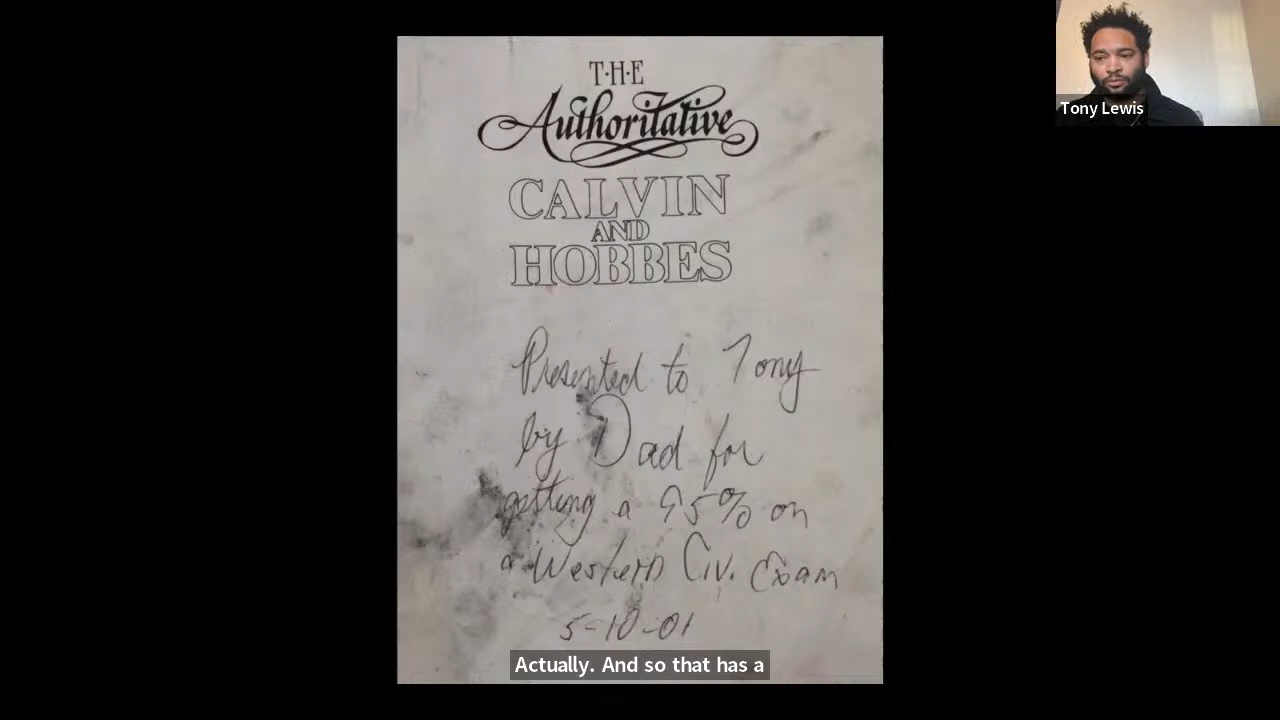 T·H·E
Authoritative
CALVIN
AND
HOBBES
Presented to Tony
by Dad for
getting a 95% on
a Western Civ. Exam
5-10-01
Actually. And so that has a
Tony Lewis